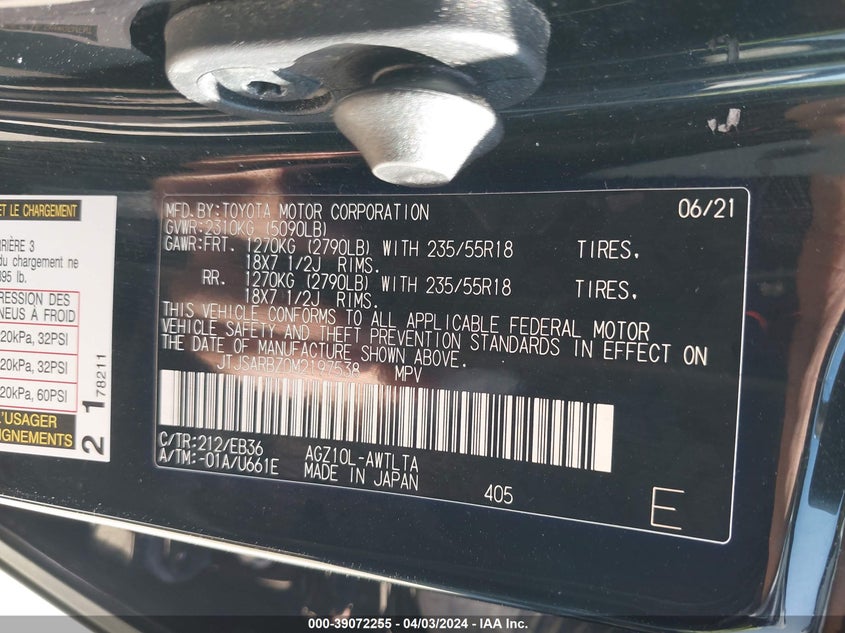 ET LE CHARGEMENT
RIÈRE 3
du chargement ne
395 lb.
RESSION DES
NEUS À FROID
20kPa, 32PSI
20kPa, 32PSI
20kPa, 60PSI
L'USAGER
IGNEMENTS
2 1 78211
MFD.BY:TOYOTA MOTOR CORPORATION 06/21
GVWR:2310KG (5090LB)
GAWR:FRT. 1270KG (2790LB) WITH 235/55R18 TIRES,
18X7 1/2J RIMS.
RR. 1270KG (2790LB) WITH 235/55R18 TIRES,
18X7 1/2J RIMS.
THIS VEHICLE CONFORMS TO ALL APPLICABLE FEDERAL MOTOR
VEHICLE SAFETY AND THEFT PREVENTION STANDARDS IN EFFECT ON
THE DATE OF MANUFACTURE SHOWN ABOVE.
JTJSARBZ0M2197538 MPV
C/TR:212/EB36 AGZ10L-AWTLTA
A/TM:-01A/U661E MADE IN JAPAN
405 E
000-39072255 - 04/03/2024 - IAA Inc.